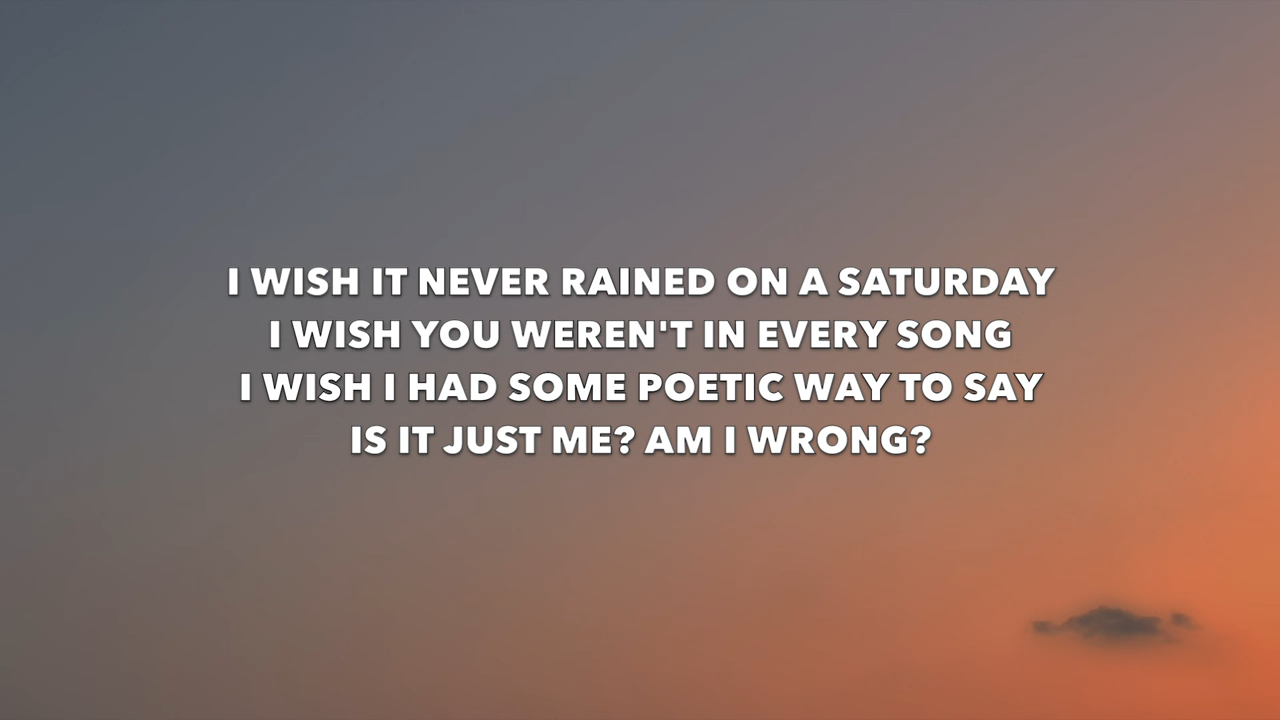 I WISH IT NEVER RAINED ON A SATURDAY
I WISH YOU WEREN'T IN EVERY SONG
I WISH I HAD SOME POETIC WAY TO SAY
IS IT JUST ME? AM I WRONG?